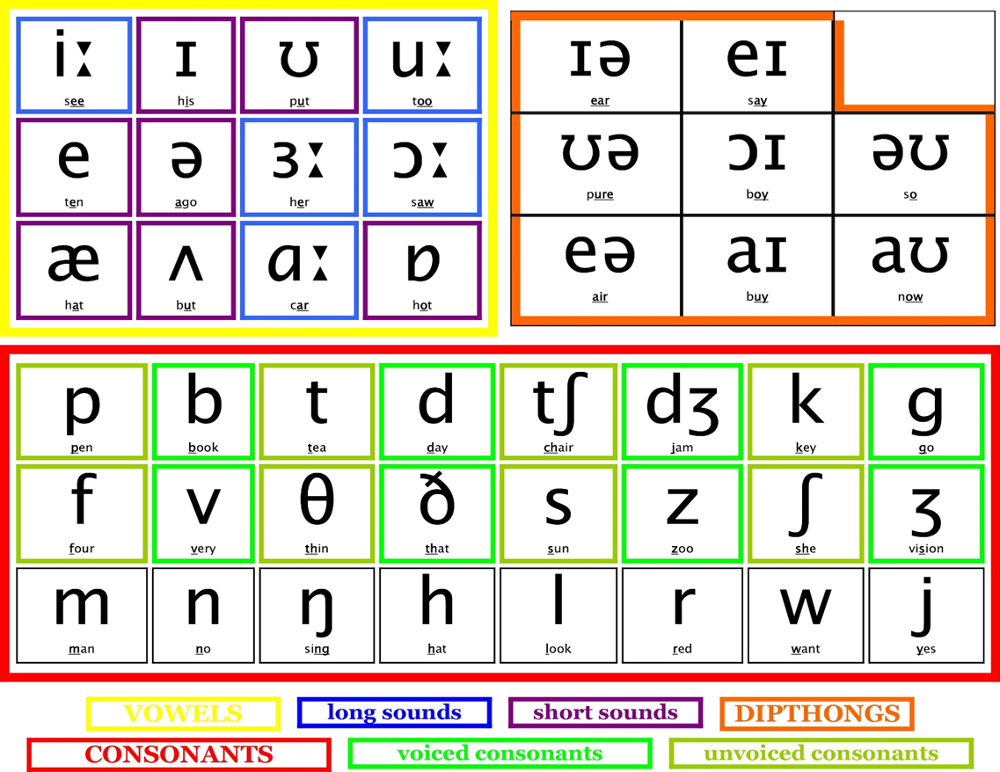 iː ɪ ʊ uː
see his put too
e ə ɜː ɔː
ten ago her saw
æ ʌ ɑː ɒ
hat but car hot
ɪə eɪ
ear say
ʊə ɔɪ əʊ
pure boy so
eə aɪ aʊ
air buy now
p b t d tʃ dʒ k g
pen book tea day chair jam key go
f v θ ð s z ʃ ʒ
four very thin that sun zoo she vision
m n ŋ h l r w j
man no sing hat look red want yes
VOWELS long sounds short sounds DIPTHONGS
CONSONANTS voiced consonants unvoiced consonants